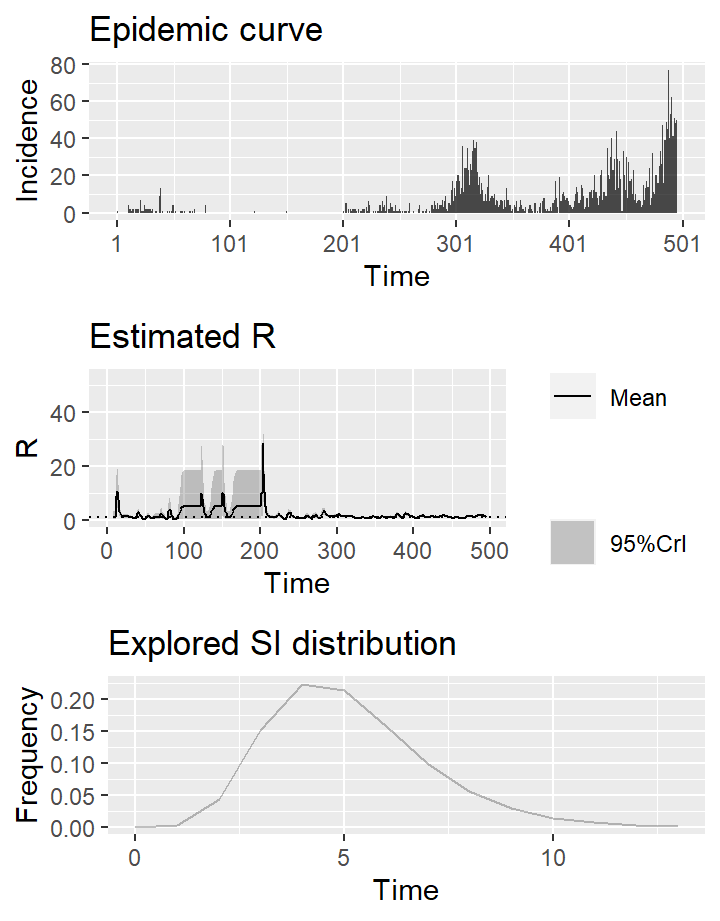 Epidemic curve
80
60
40
20
0
Incidence
1 101 201 301 401 501
Time
Estimated R
40
20
0
R
0 100 200 300 400 500
Time
Mean
95%CrI
Explored SI distribution
0.20
0.15
0.10
0.05
0.00
Frequency
0 5 10
Time